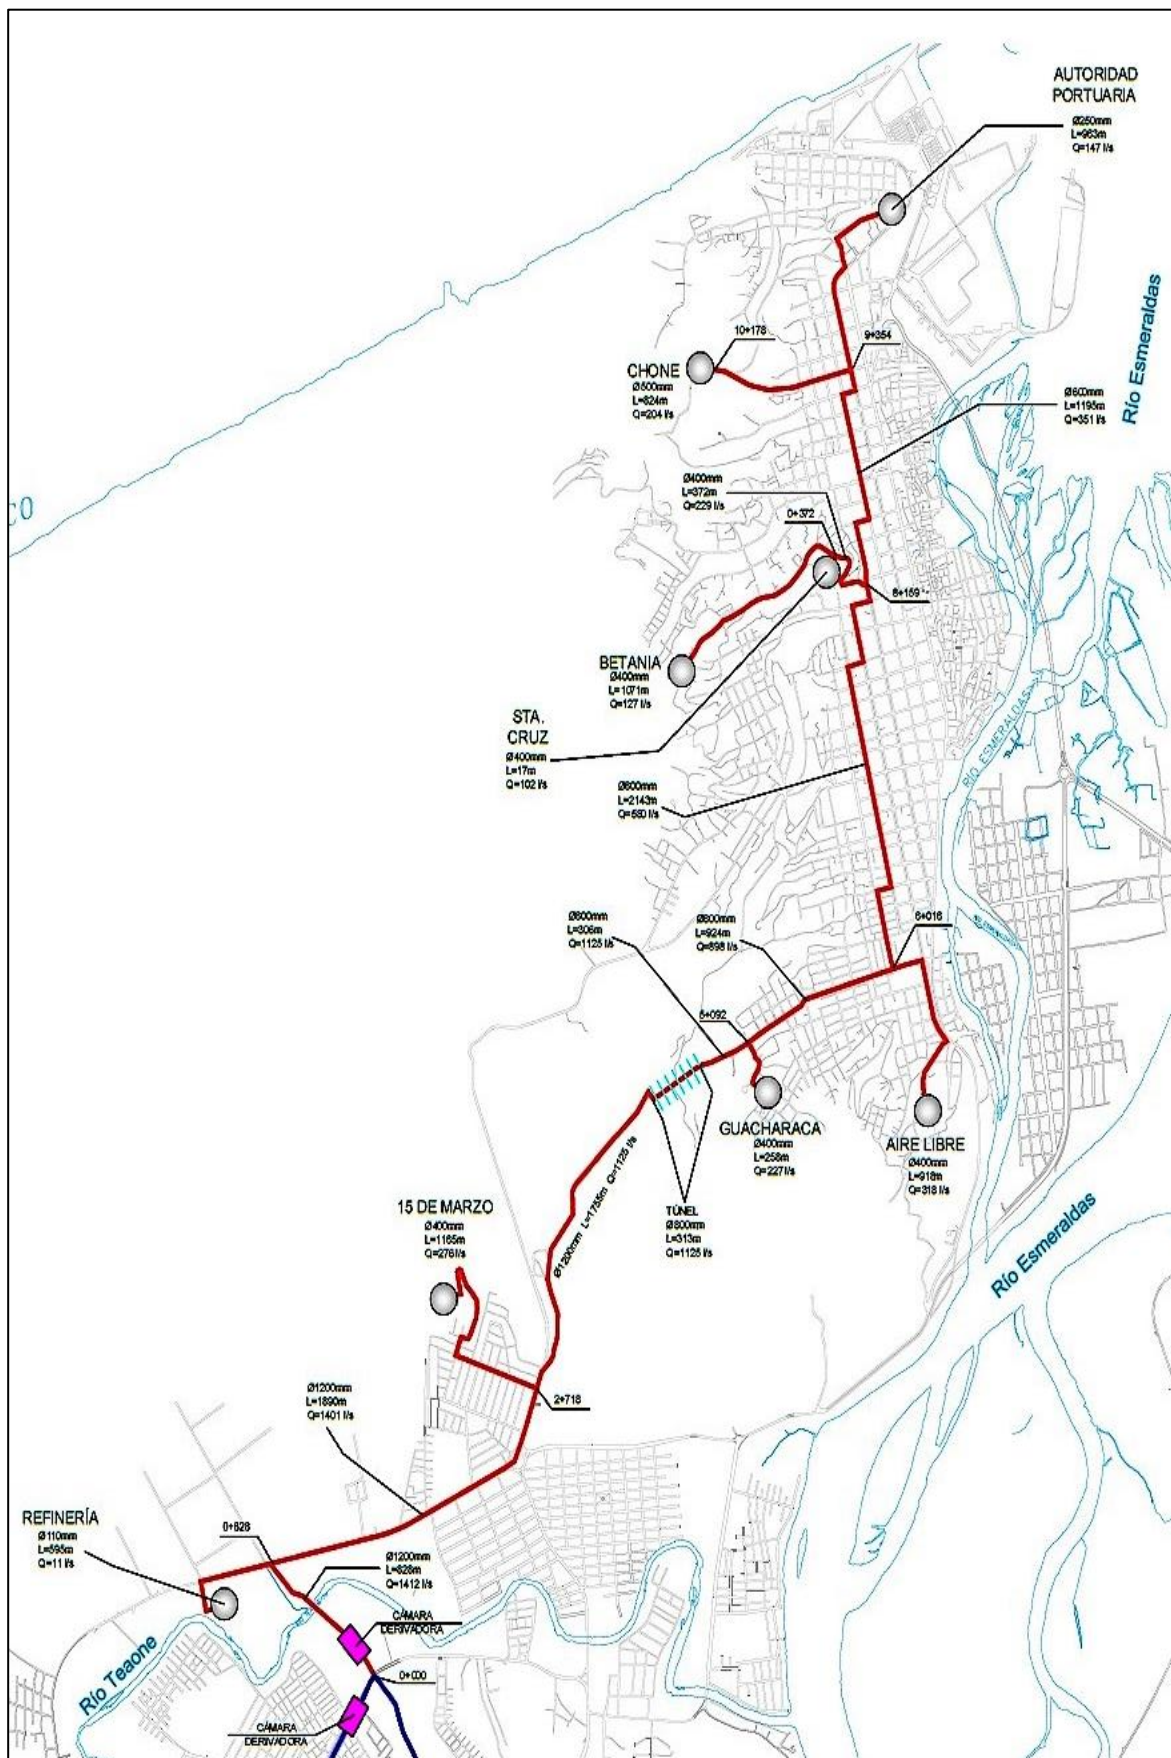 AUTORIDAD
PORTUARIA
Ø250mm
L=963m
Q=147 l/s
Río Esmeraldas
10+178
9+354
CHONE
Ø500mm
L=824m
Q=204 l/s
Ø600mm
L=1195m
Q=351 l/s
Ø400mm
L=372m
Q=229 l/s
0+372
8+159
BETANIA
Ø400mm
L=1071m
Q=127 l/s
STA.
CRUZ
Ø400mm
L=17m
Q=102 l/s
RÍO ESMERALDAS
Ø600mm
L=2143m
Q=580 l/s
Ø800mm
L=306m
Q=1125 l/s
Ø800mm
L=924m
Q=898 l/s
6+016
5+092
GUACHARACA
Ø400mm
L=258m
Q=227 l/s
AIRE LIBRE
Ø400mm
L=918m
Q=318 l/s
TÚNEL
Ø800mm
L=313m
Q=1125 l/s
Ø1200mm L=1755m Q=1125 l/s
15 DE MARZO
Ø400mm
L=1165m
Q=276 l/s
Río Esmeraldas
2+718
Ø1200mm
L=1890m
Q=1401 l/s
REFINERÍA
Ø110mm
L=595m
Q=11 l/s
0+828
Ø1200mm
L=828m
Q=1412 l/s
CÁMARA
DERIVADORA
Río Teaone
0+000
CÁMARA
DERIVADORA